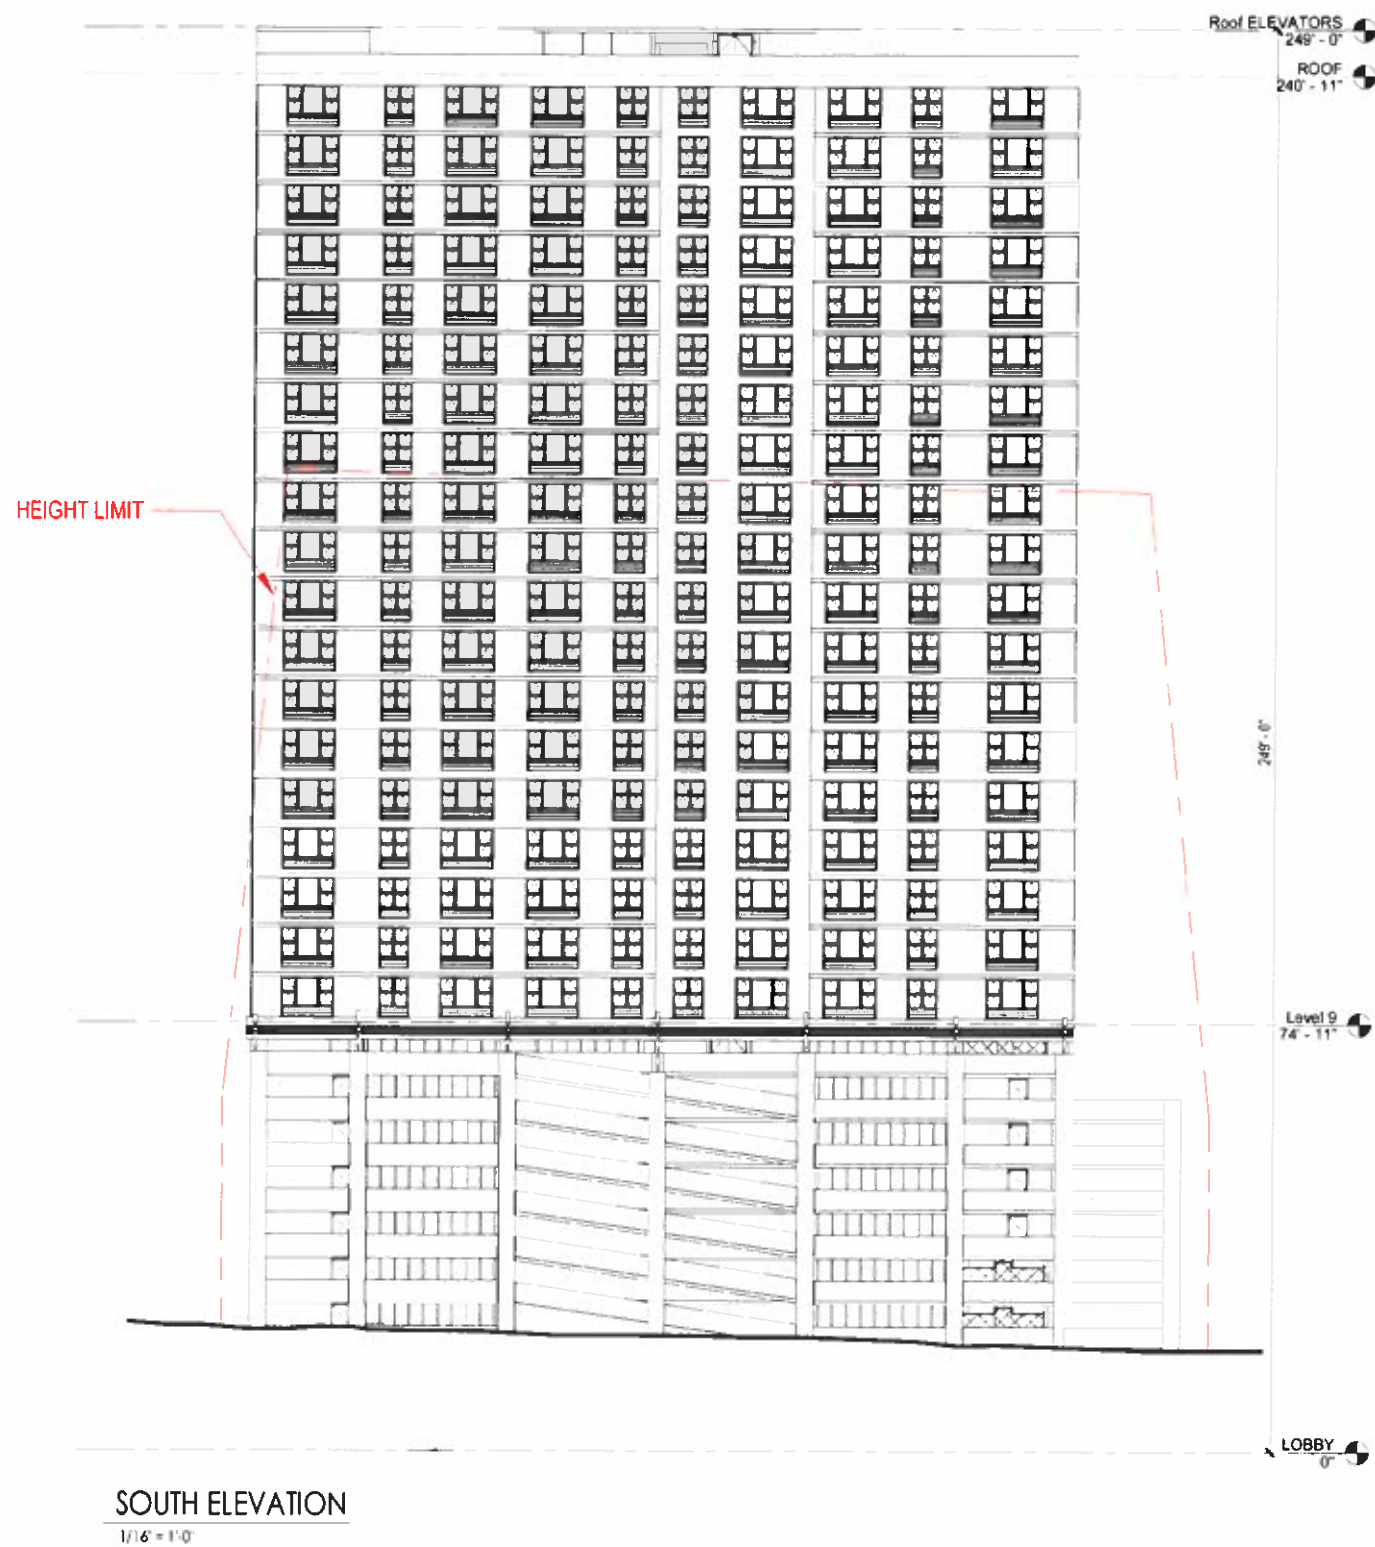 Roof ELEVATORS
249' - 0"
ROOF
240' - 11"
HEIGHT LIMIT
249' - 0"
Level 9
74' - 11"
LOBBY
0"
SOUTH ELEVATION
1/16" = 1'-0"